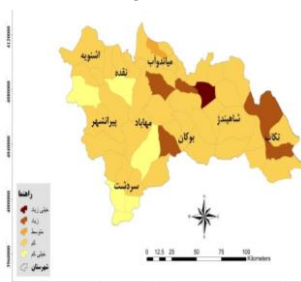 اشنویه
نقده
میاندوآب
پیرانشهر
مهاباد
بوکان
شاهیندژ
تکاب
سردشت
راهنما
خیلی زیاد
زیاد
متوسط
کم
خیلی کم
شهرستان
0 12.5 25 50 75 100
Kilometers